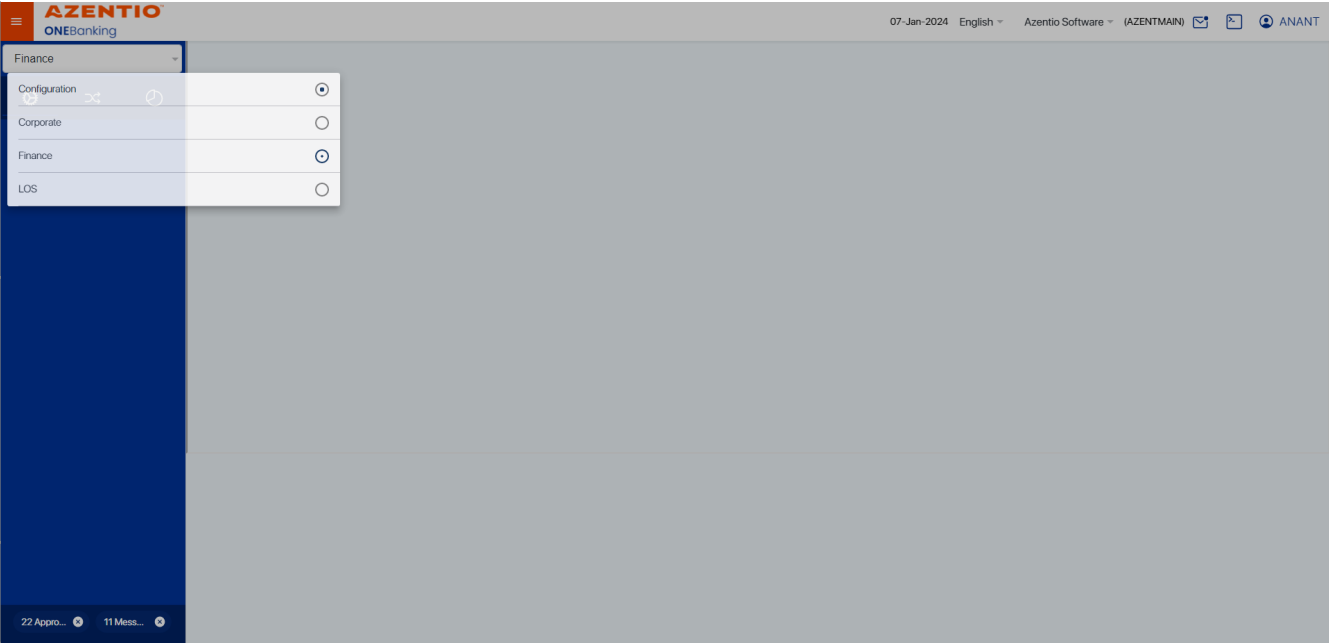 AZENTIO
ONEBanking
07-Jan-2024 English Azentio Software (AZENTMAIN) ANANT
Finance
Configuration
Corporate
Finance
LOS
22 Appro... 11 Mess...